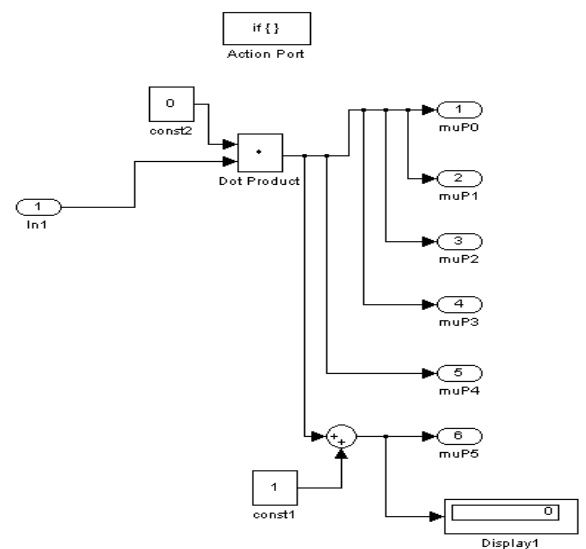 if { }
Action Port
0
const2
Dot Product
1
In1
1
muP0
2
muP1
3
muP2
4
muP3
5
muP4
+
+
6
muP5
1
const1
0
Display1